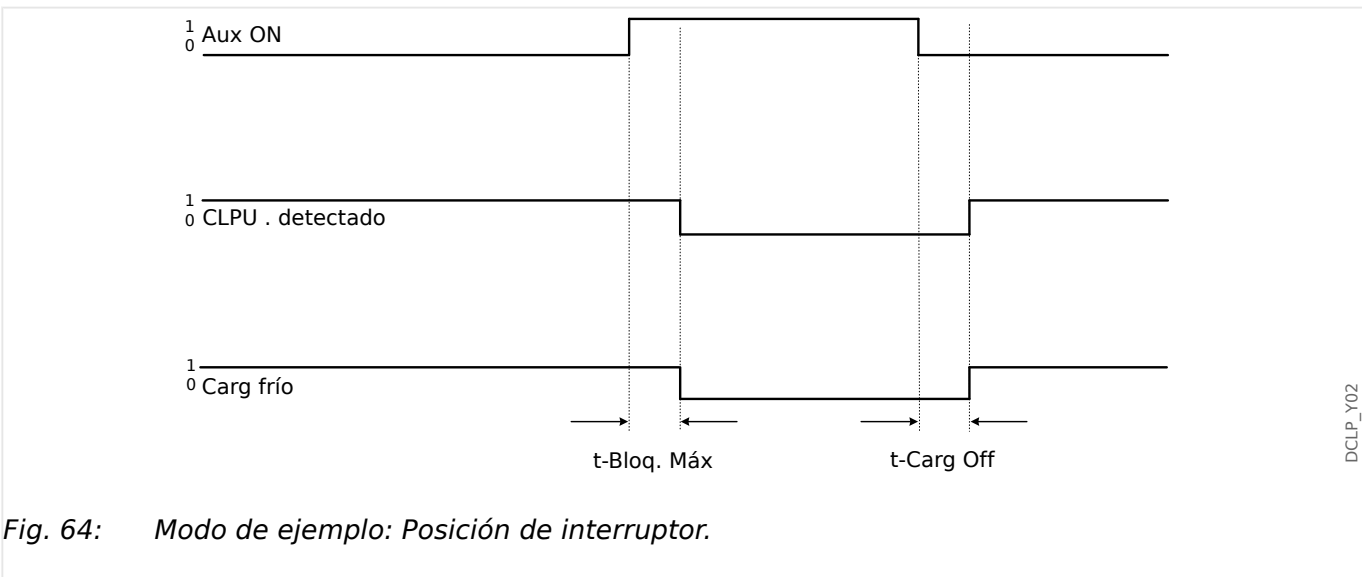 1
0 Aux ON
1
0 CLPU . detectado
1
0 Carg frío
t-Bloq. Máx
t-Carg Off
DCLP_Y02
Fig. 64: Modo de ejemplo: Posición de interruptor.